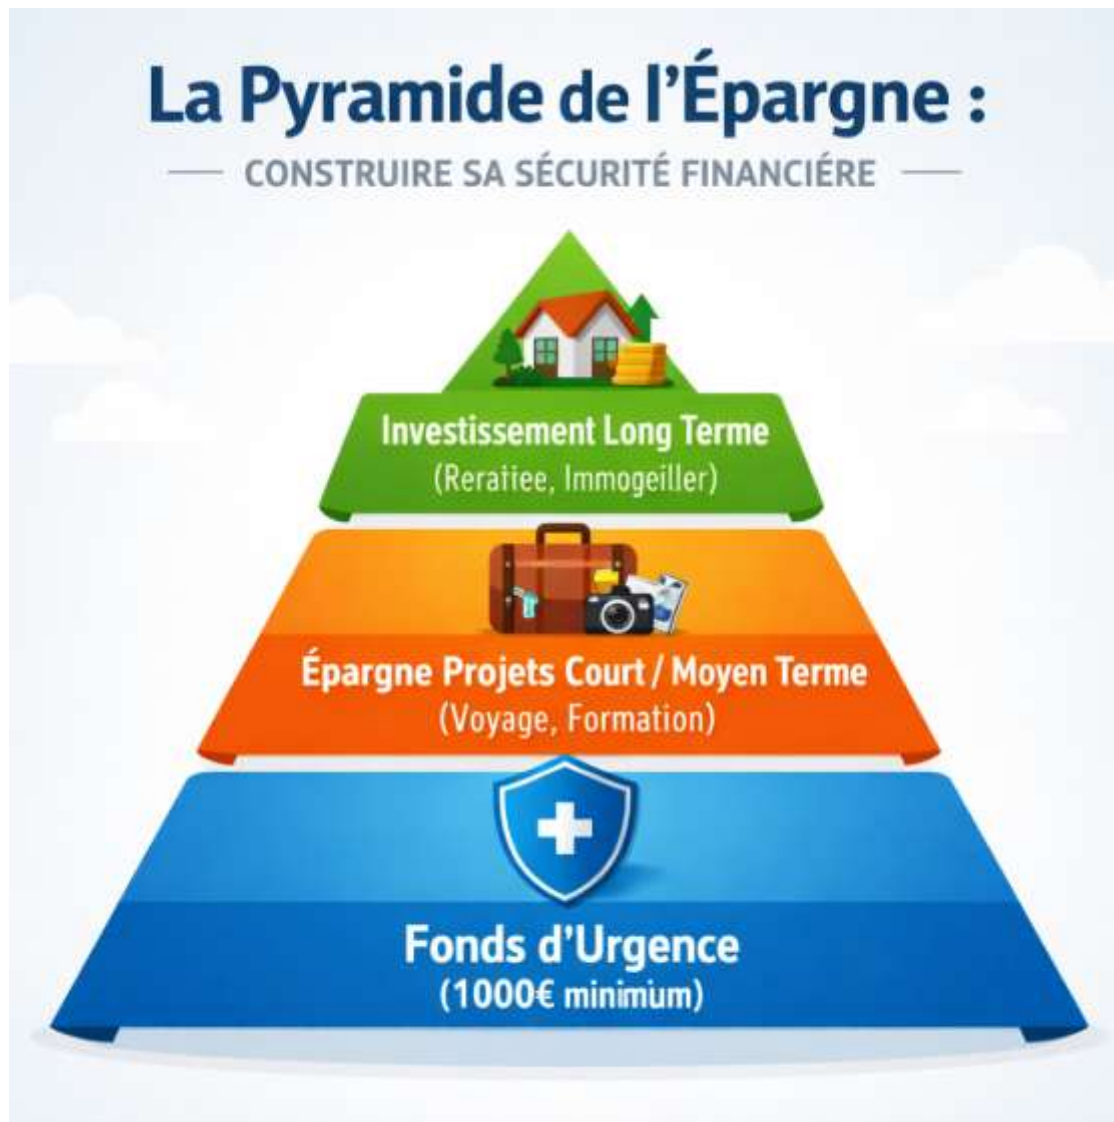 La Pyramide de l'Épargne :
CONSTRUIRE SA SÉCURITÉ FINANCIÉRE
Investissement Long Terme
(Reratiee, Immogeiller)
Épargne Projets Court / Moyen Terme
(Voyage, Formation)
Fonds d'Urgence
(1000€ minimum)